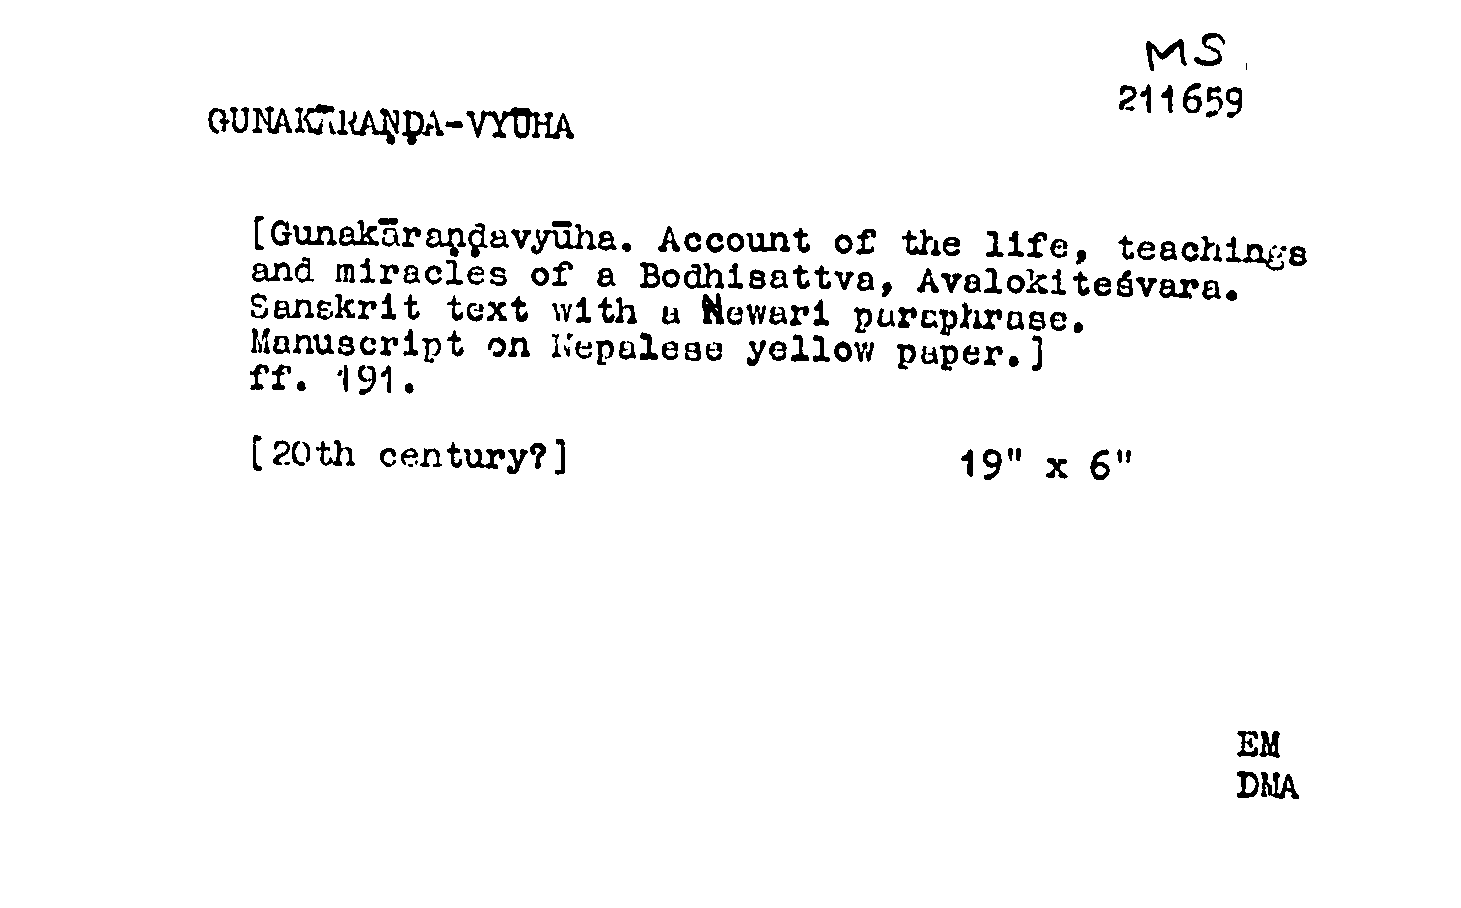 MS
211659
GUNAKĀRAṆḌA-VYŪHA
[Gunakāraṇḍavyūha. Account of the life, teachings
and miracles of a Bodhisattva, Avalokiteśvara.
Sanskrit text with a Newari paraphrase.
Manuscript on Nepalese yellow paper.]
ff. 191.
[20th century?] 19" x 6"
EM
DMA